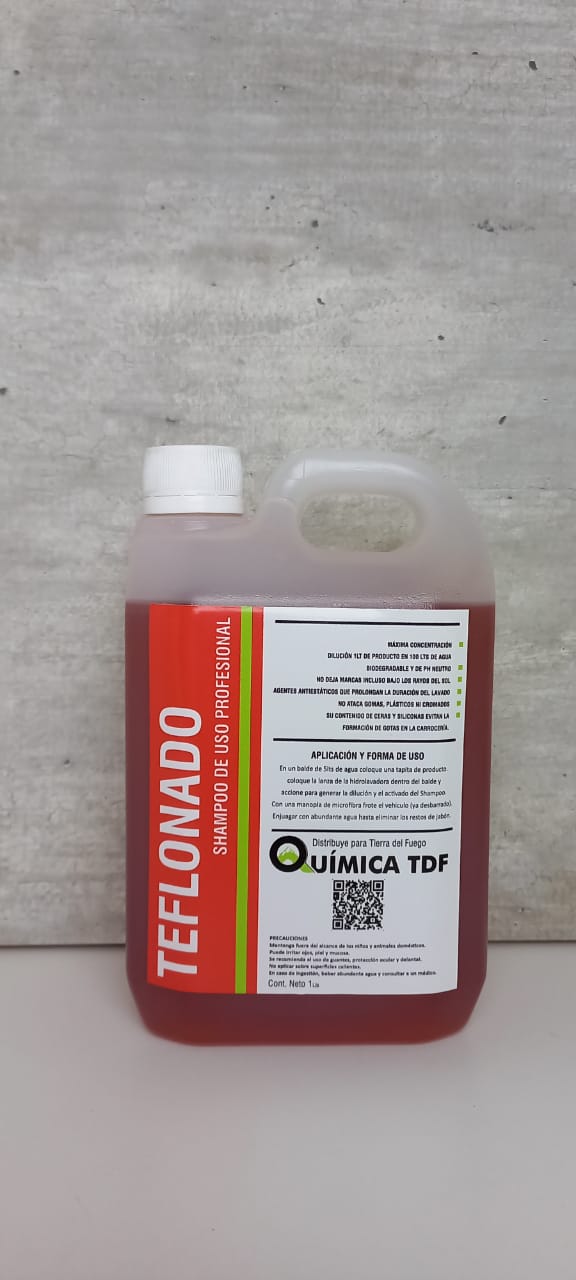 TEFLONADO
SHAMPOO DE USO PROFESIONAL
MÁXIMA CONCENTRACIÓN
DILUCIÓN 1LT DE PRODUCTO EN 100 LTS DE AGUA
BIODEGRADABLE Y DE PH NEUTRO
NO DEJA MARCAS INCLUSO BAJO LOS RAYOS DEL SOL
AGENTES ANTIESTÁTICOS QUE PROLONGAN LA DURACIÓN DEL LAVADO
NO ATACA GOMAS, PLÁSTICOS NI CROMADOS
SU CONTENIDO DE CERAS Y SILICONAS EVITAN LA
FORMACIÓN DE GOTAS EN LA CARROCERÍA.
APLICACIÓN Y FORMA DE USO
En un balde de 5lts de agua coloque una tapita de producto
coloque la lanza de la hidrolavadora dentro del balde y
accione para generar la dilución y el activado del Shampoo.
Con una manopla de microfibra frote el vehículo (ya desbarrado).
Enjuagar con abundante agua hasta eliminar los restos de jabón.
Distribuye para Tierra del Fuego
QUÍMICA TDF
PRECAUCIONES
Mantenga fuera del alcance de los niños y animales domésticos.
Puede irritar ojos, piel y mucosa.
Se recomienda el uso de guantes, protección ocular y delantal.
No aplicar sobre superficies calientes.
En caso de ingestión, beber abundante agua y consultar a un médico.
Cont. Neto 1 Lts